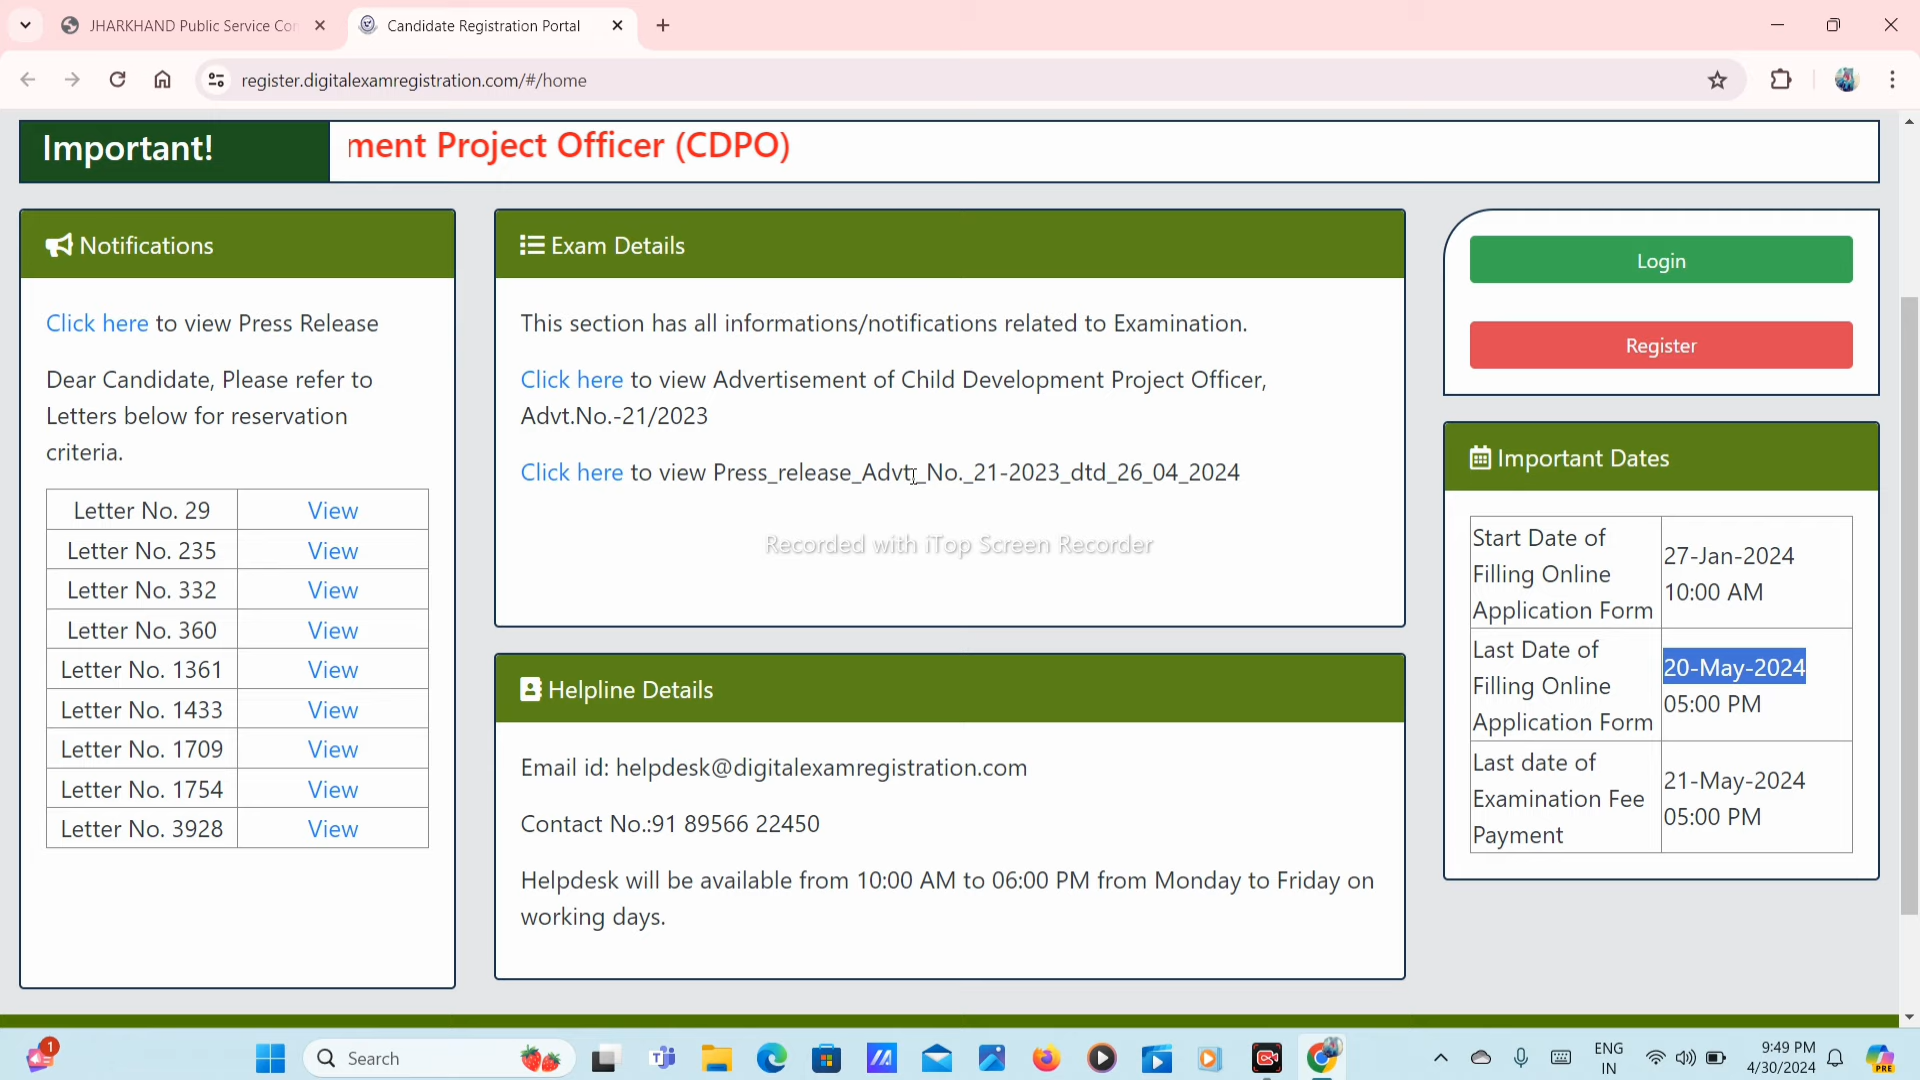 JHARKHAND Public Service Co
Candidate Registration Portal
register.digitalexamregistration.com/#/home
Important!
ment Project Officer (CDPO)
Notifications
Click here to view Press Release
Dear Candidate, Please refer to
Letters below for reservation
criteria.
Letter No. 29 View
Letter No. 235 View
Letter No. 332 View
Letter No. 360 View
Letter No. 1361 View
Letter No. 1433 View
Letter No. 1709 View
Letter No. 1754 View
Letter No. 3928 View
Exam Details
This section has all informations/notifications related to Examination.
Click here to view Advertisement of Child Development Project Officer,
Advt.No.-21/2023
Click here to view Press_release_Advt_No._21-2023_dtd_26_04_2024
Recorded with iTop Screen Recorder
Helpline Details
Email id: helpdesk@digitalexamregistration.com
Contact No.:91 89566 22450
Helpdesk will be available from 10:00 AM to 06:00 PM from Monday to Friday on
working days.
Login
Register
Important Dates
Start Date of
Filling Online
Application Form
27-Jan-2024
10:00 AM
Last Date of
Filling Online
Application Form
20-May-2024
05:00 PM
Last date of
Examination Fee
Payment
21-May-2024
05:00 PM
1
Search
ENG
IN
9:49 PM
4/30/2024
PRE